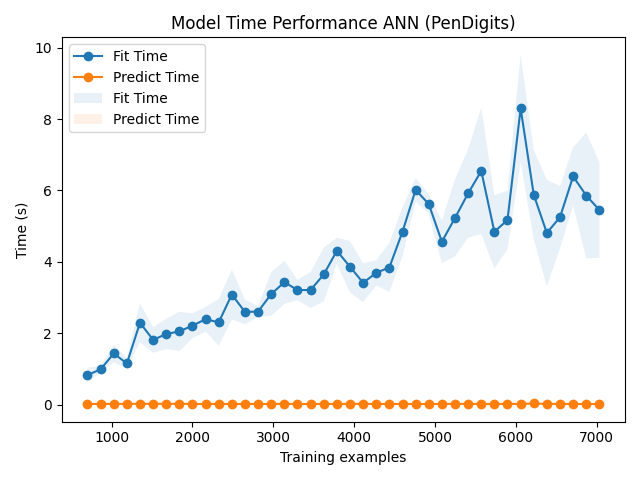 Model Time Performance ANN (PenDigits)
Fit Time
Predict Time
Fit Time
Predict Time
Time (s)
10
8
6
4
2
0
1000 2000 3000 4000 5000 6000 7000
Training examples